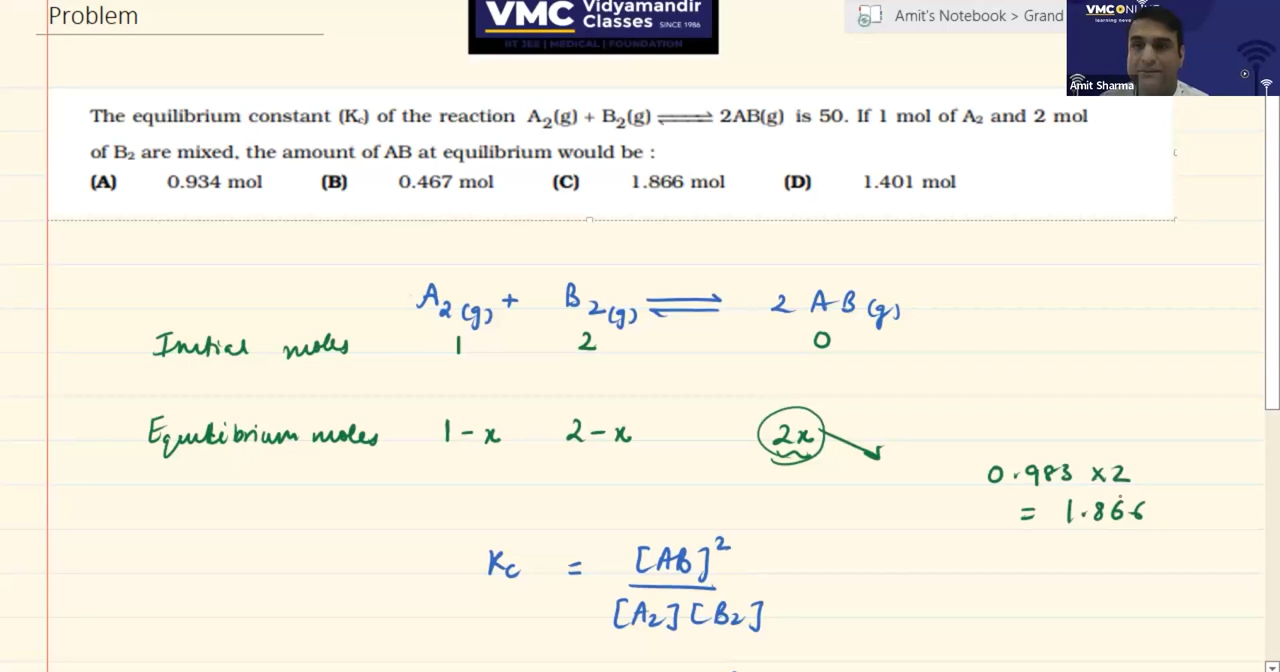 Problem
VMC Vidyamandir Classes SINCE 1986
IIT JEE | MEDICAL | FOUNDATION
Amit's Notebook > Grand
VMC ONLINE
Amit Sharma
The equilibrium constant (Kc) of the reaction A₂(g) + B₂(g) ⇌ 2AB(g) is 50. If 1 mol of A₂ and 2 mol
of B₂ are mixed, the amount of AB at equilibrium would be :
(A) 0.934 mol (B) 0.467 mol (C) 1.866 mol (D) 1.401 mol
A₂(g) + B₂(g) ⇌ 2 AB(g)
Initial moles 1 2 0
Equilibrium moles 1 - x 2 - x 2x
0.983 x2
= 1.866
Kc = [AB]²
[A₂][B₂]